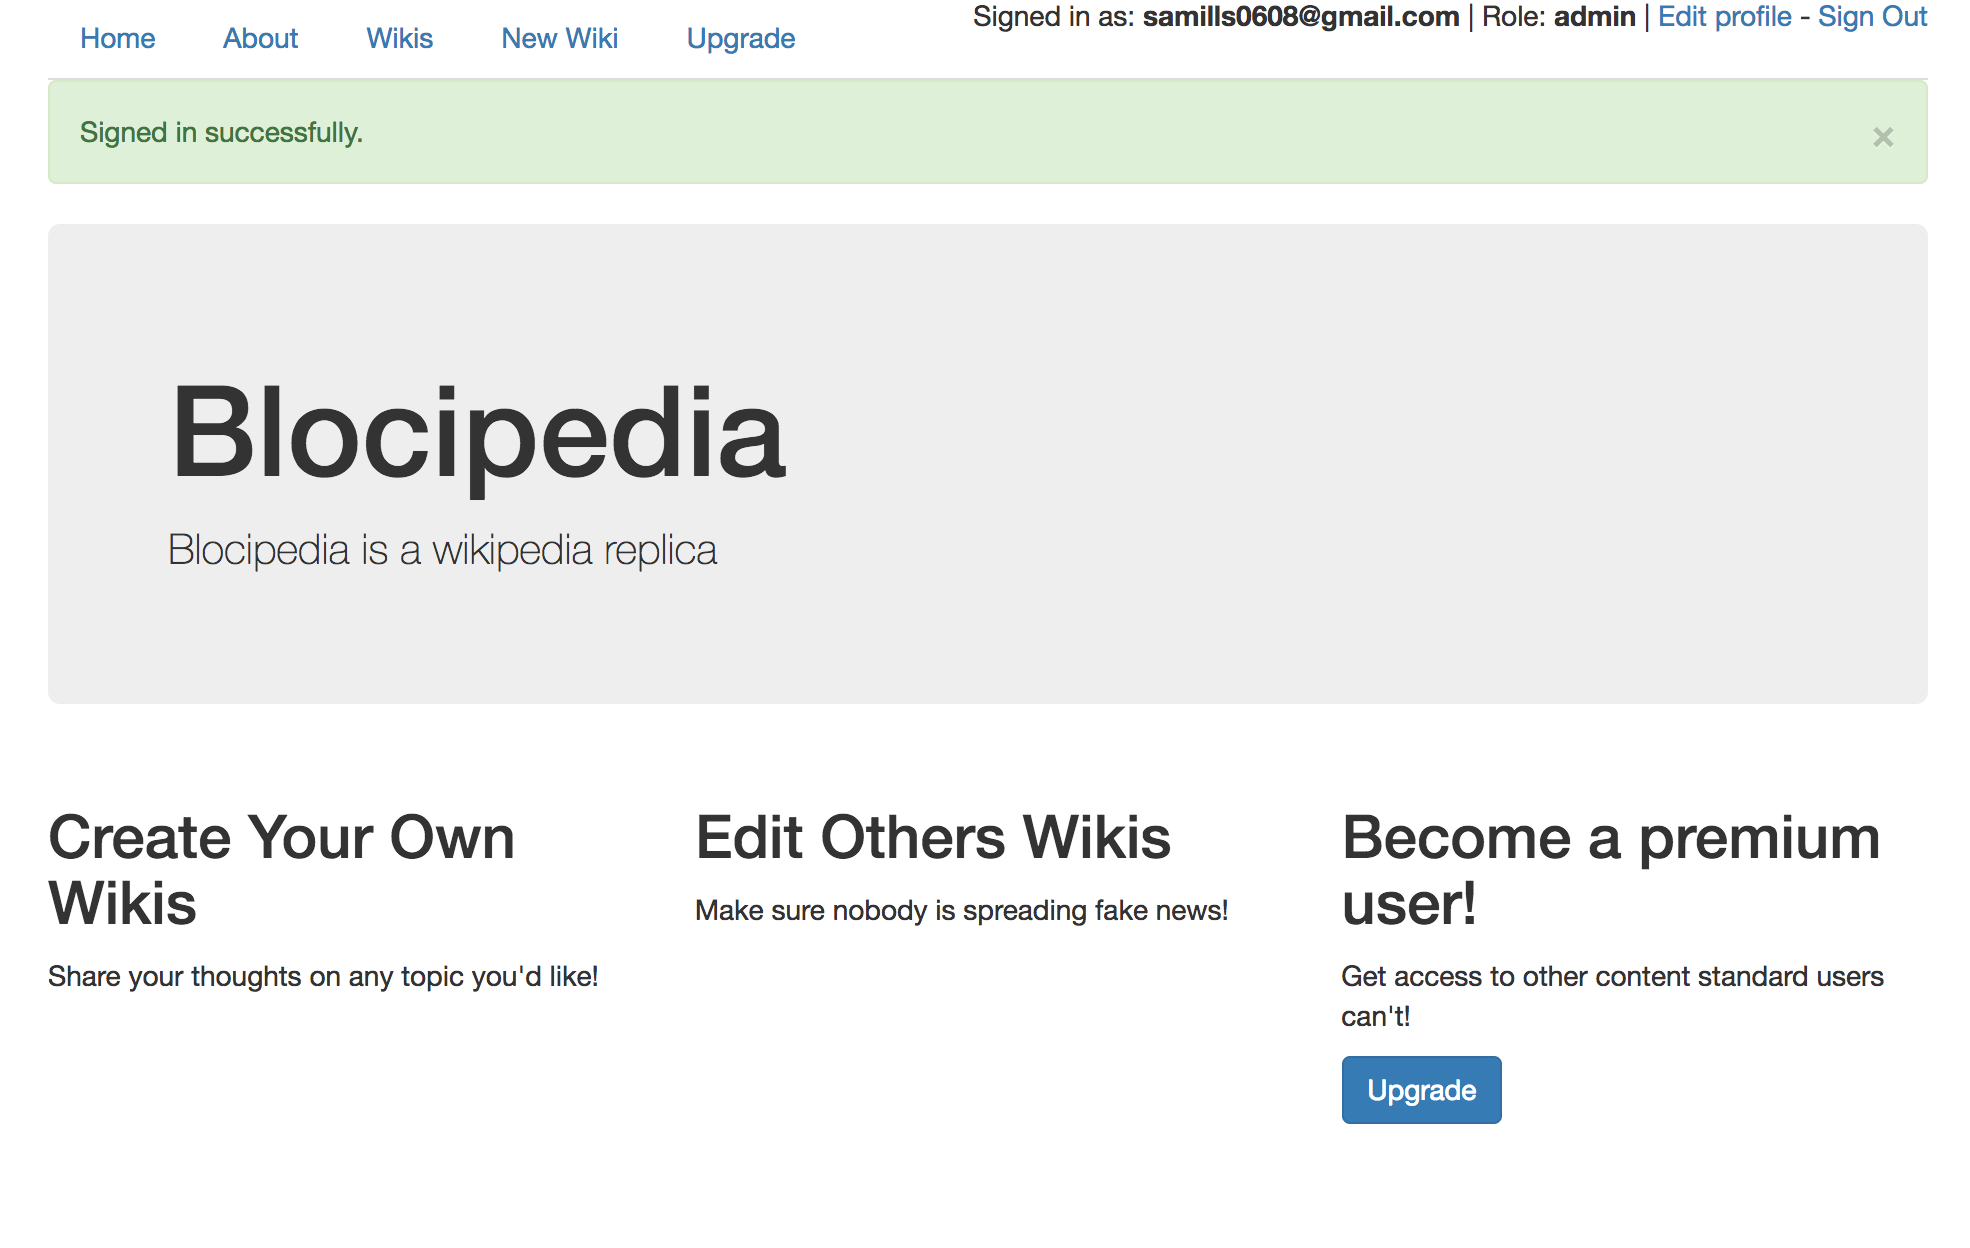 Signed in as: samills0608@gmail.com | Role: admin | Edit profile - Sign Out
Home About Wikis New Wiki Upgrade
Signed in successfully. ×
Blocipedia
Blocipedia is a wikipedia replica
Create Your Own
Wikis
Share your thoughts on any topic you'd like!
Edit Others Wikis
Make sure nobody is spreading fake news!
Become a premium
user!
Get access to other content standard users
can't!
Upgrade